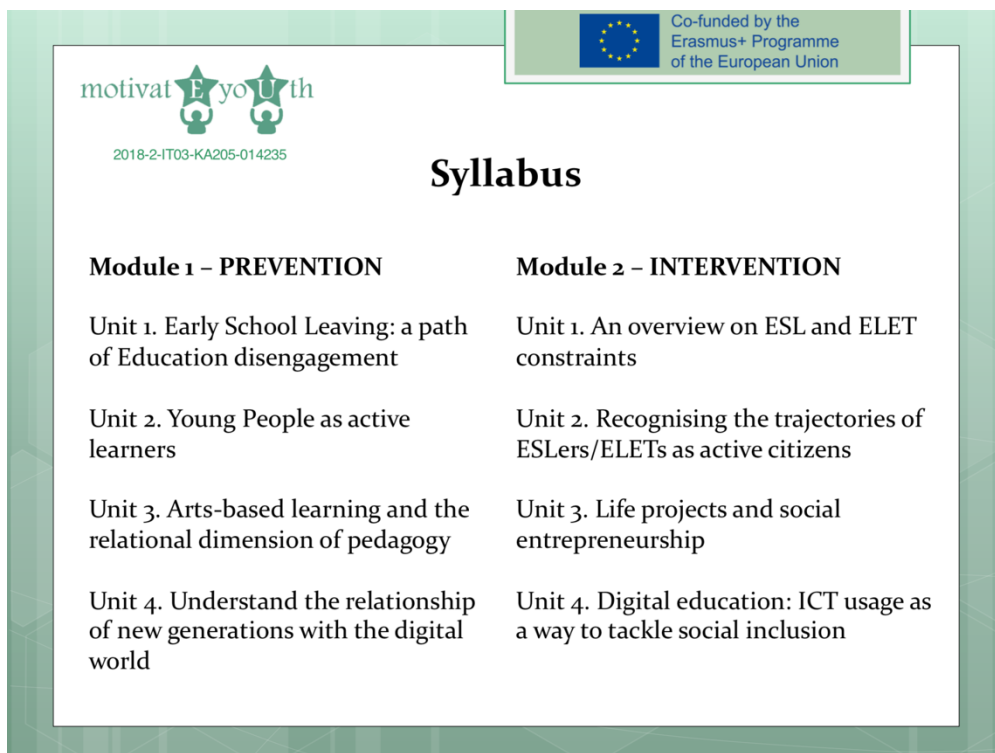 Co-funded by the
Erasmus+ Programme
of the European Union
motivatEyoUth
2018-2-IT03-KA205-014235
Syllabus
Module 1 – PREVENTION
Unit 1. Early School Leaving: a path
of Education disengagement
Unit 2. Young People as active
learners
Unit 3. Arts-based learning and the
relational dimension of pedagogy
Unit 4. Understand the relationship
of new generations with the digital
world
Module 2 – INTERVENTION
Unit 1. An overview on ESL and ELET
constraints
Unit 2. Recognising the trajectories of
ESLers/ELETs as active citizens
Unit 3. Life projects and social
entrepreneurship
Unit 4. Digital education: ICT usage as
a way to tackle social inclusion